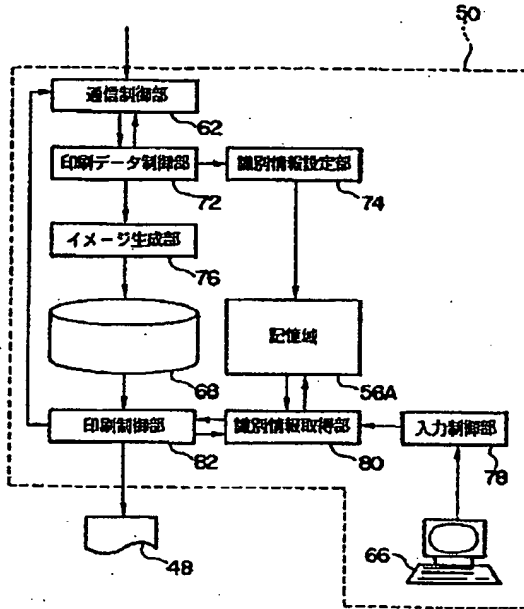 50
通信制御部
62
印刷データ制御部
72
識別情報設定部
74
イメージ生成部
76
68
記憶域
56A
印刷制御部
82
識別情報取得部
80
入力制御部
78
66
48